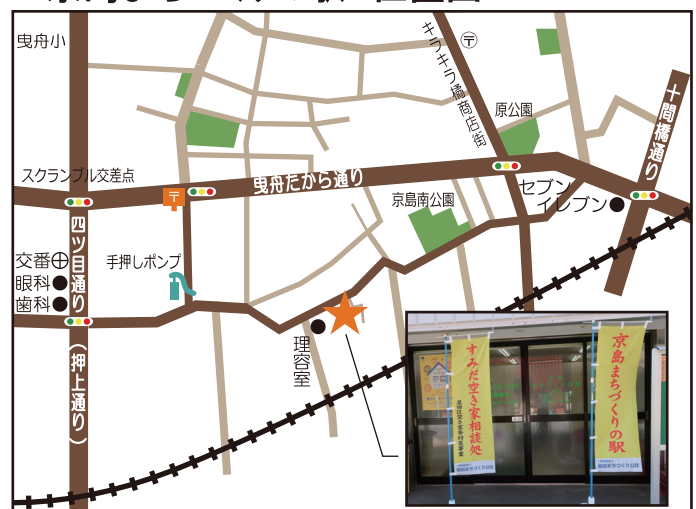 曳舟小
キラキラ橘商店街
〒
原公園
十間橋通り
スクランブル交差点
〒
曳舟たから通り
京島南公園
セブン
イレブン
四ツ目通り
(押上通り)
交番
眼科
歯科
手押しポンプ
理容室
すみだ空き家相談処
京島まちづくりの駅